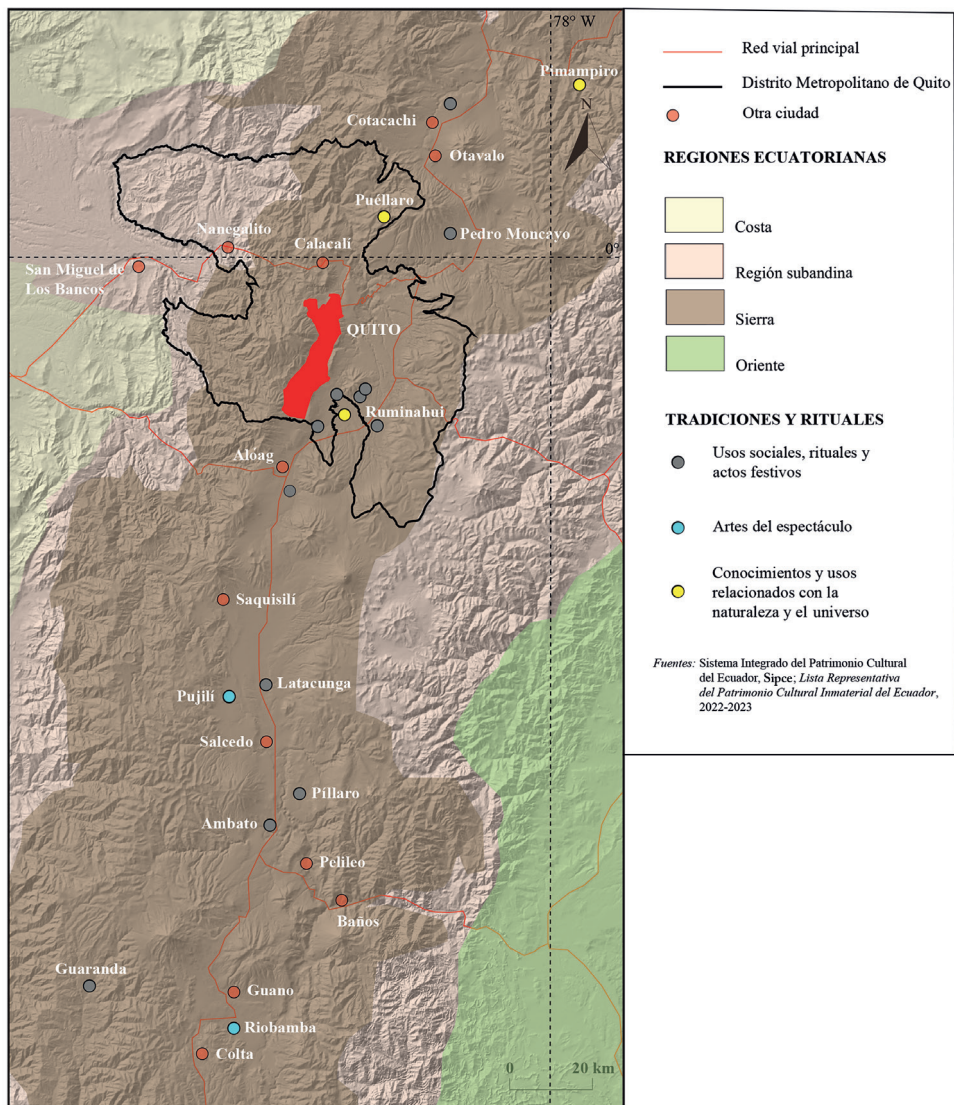 78° W
Pimampiro
N
Cotacachi
Otavalo
Puéllaro
Pedro Moncayo
Nanegalito
Calacalí
0°
San Miguel de
Los Bancos
QUITO
Ruminahui
Alóag
Saquisilí
Latacunga
Pujilí
Salcedo
Píllaro
Ambato
Pelileo
Baños
Guaranda
Guano
Riobamba
Colta
0 20 km
Red vial principal
Distrito Metropolitano de Quito
Otra ciudad
REGIONES ECUATORIANAS
Costa
Región subandina
Sierra
Oriente
TRADICIONES Y RITUALES
Usos sociales, rituales y
actos festivos
Artes del espectáculo
Conocimientos y usos
relacionados con la
naturaleza y el universo
Fuentes: Sistema Integrado del Patrimonio Cultural
del Ecuador, Sipce; Lista Representativa
del Patrimonio Cultural Inmaterial del Ecuador,
2022-2023